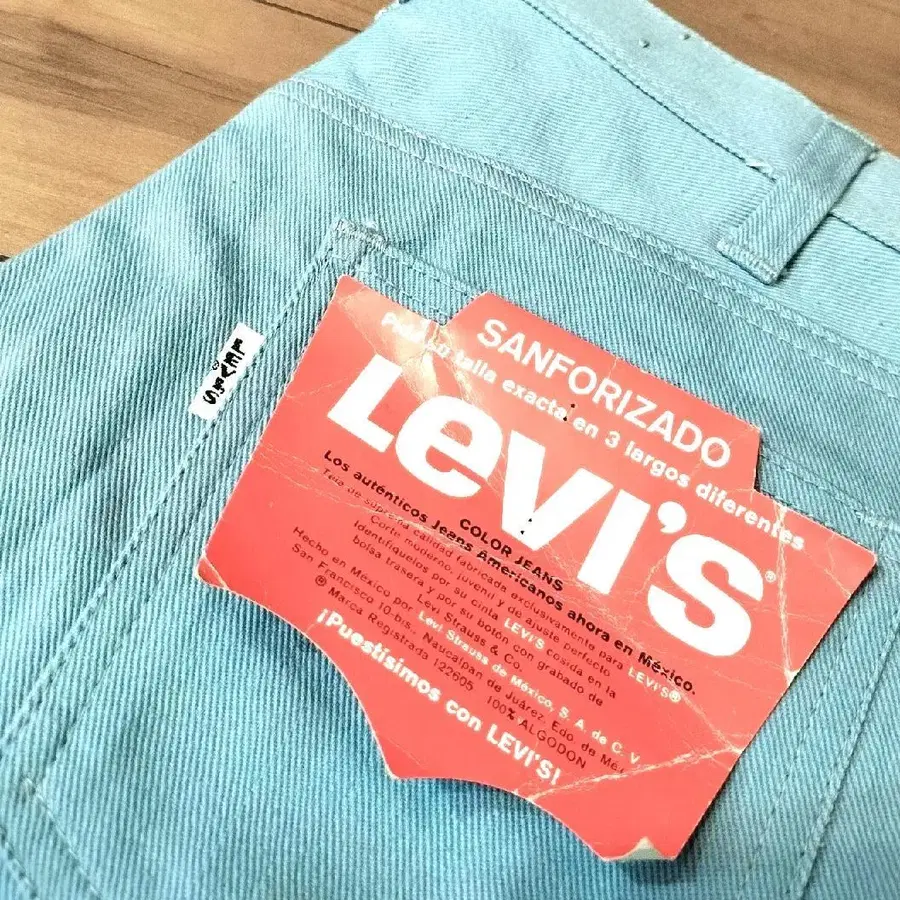 LEVI'S
SANFORIZADO
talla exacta en 3 largos diferentes
LEVI'S®
COLOR JEANS
Los auténticos Jeans Americanos ahora en México.
Tela de suprema calidad fabricada exclusivamente para LEVI'S®
Corte moderno, juvenil y de ajuste perfecto
Identifíquelos por su cinta LEVI'S cosida en la
bolsa trasera y por su botón con grabado de
Levi Strauss & Co.
Hecho en México por Levi Strauss de México, S. A. de C. V.
San Francisco 10-bis., Naucalpan de Juárez, Edo. de Méx.
® Marca Registrada 122605 100% ALGODON
¡Puestísimos con LEVI'S!